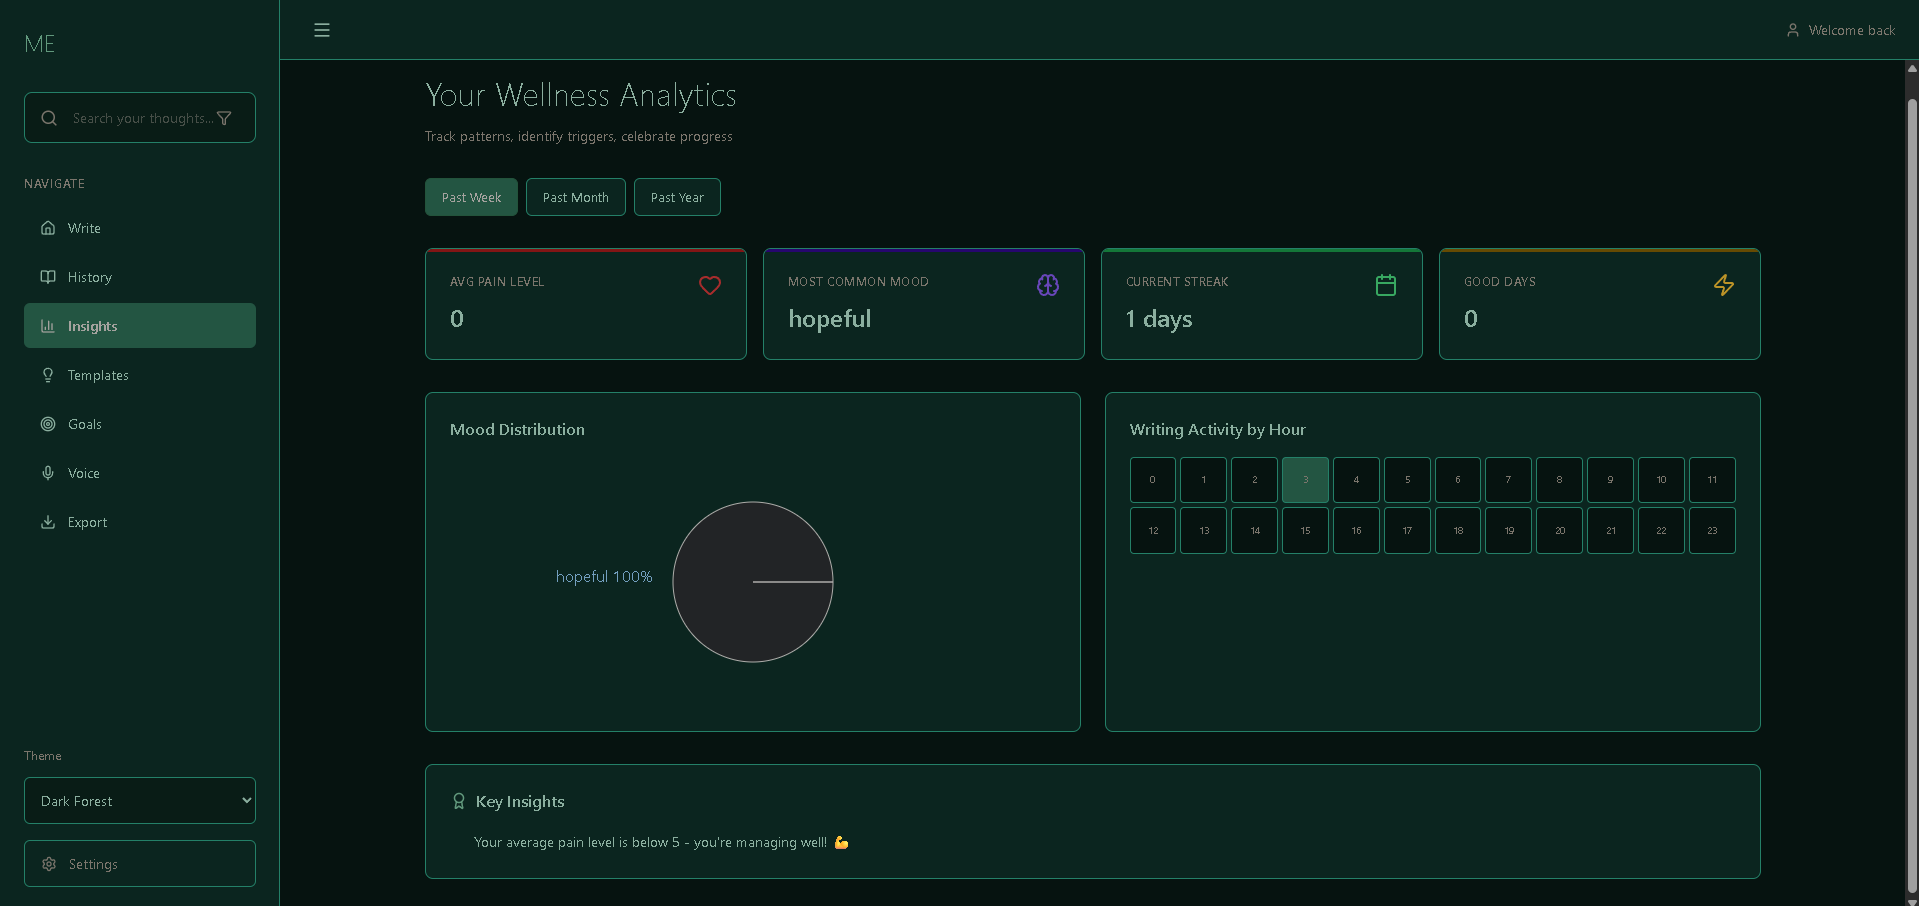 ME
Welcome back
Search your thoughts...
NAVIGATE
Write
History
Insights
Templates
Goals
Voice
Export
Theme
Dark Forest
Settings
Your Wellness Analytics
Track patterns, identify triggers, celebrate progress
Past Week Past Month Past Year
AVG PAIN LEVEL
0
MOST COMMON MOOD
hopeful
CURRENT STREAK
1 days
GOOD DAYS
0
Mood Distribution
hopeful 100%
Writing Activity by Hour
0 1 2 3 4 5 6 7 8 9 10 11
12 13 14 15 16 17 18 19 20 21 22 23
Key Insights
Your average pain level is below 5 - you're managing well! 💪